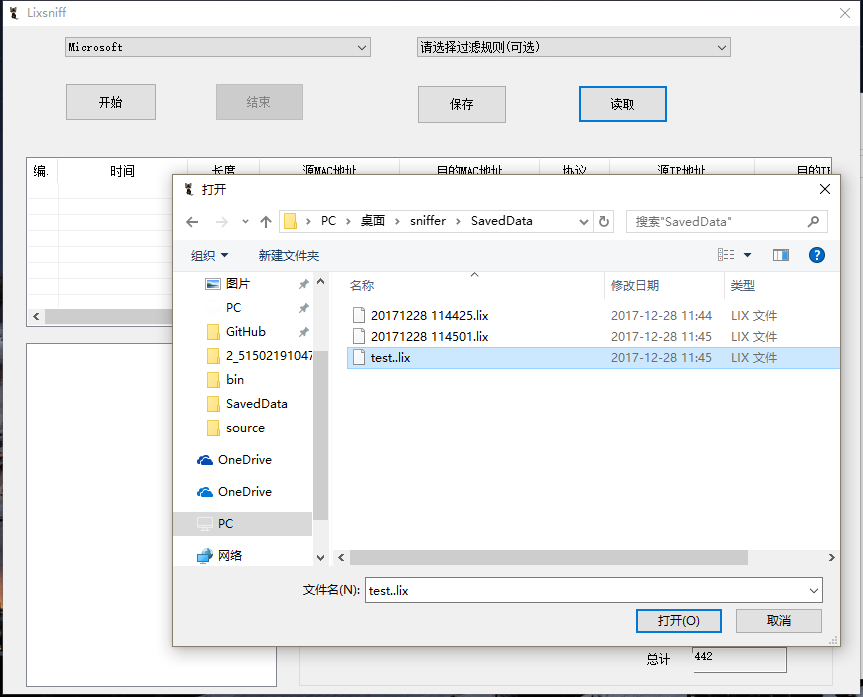 Lixsniff
Microsoft
请选择过滤规则(可选)
开始
结束
保存
读取
编.
时间
长度
源MAC地址
目的MAC地址
协议
源IP地址
目的IP
打开
PC
桌面
sniffer
SavedData
搜索"SavedData"
组织
新建文件夹
图片
PC
GitHub
2_51502191047
bin
SavedData
source
OneDrive
OneDrive
PC
网络
名称 修改日期 类型
20171228 114425.lix 2017-12-28 11:44 LIX 文件
20171228 114501.lix 2017-12-28 11:45 LIX 文件
test..lix 2017-12-28 11:45 LIX 文件
文件名(N): test..lix
打开(O)
取消
总计 442